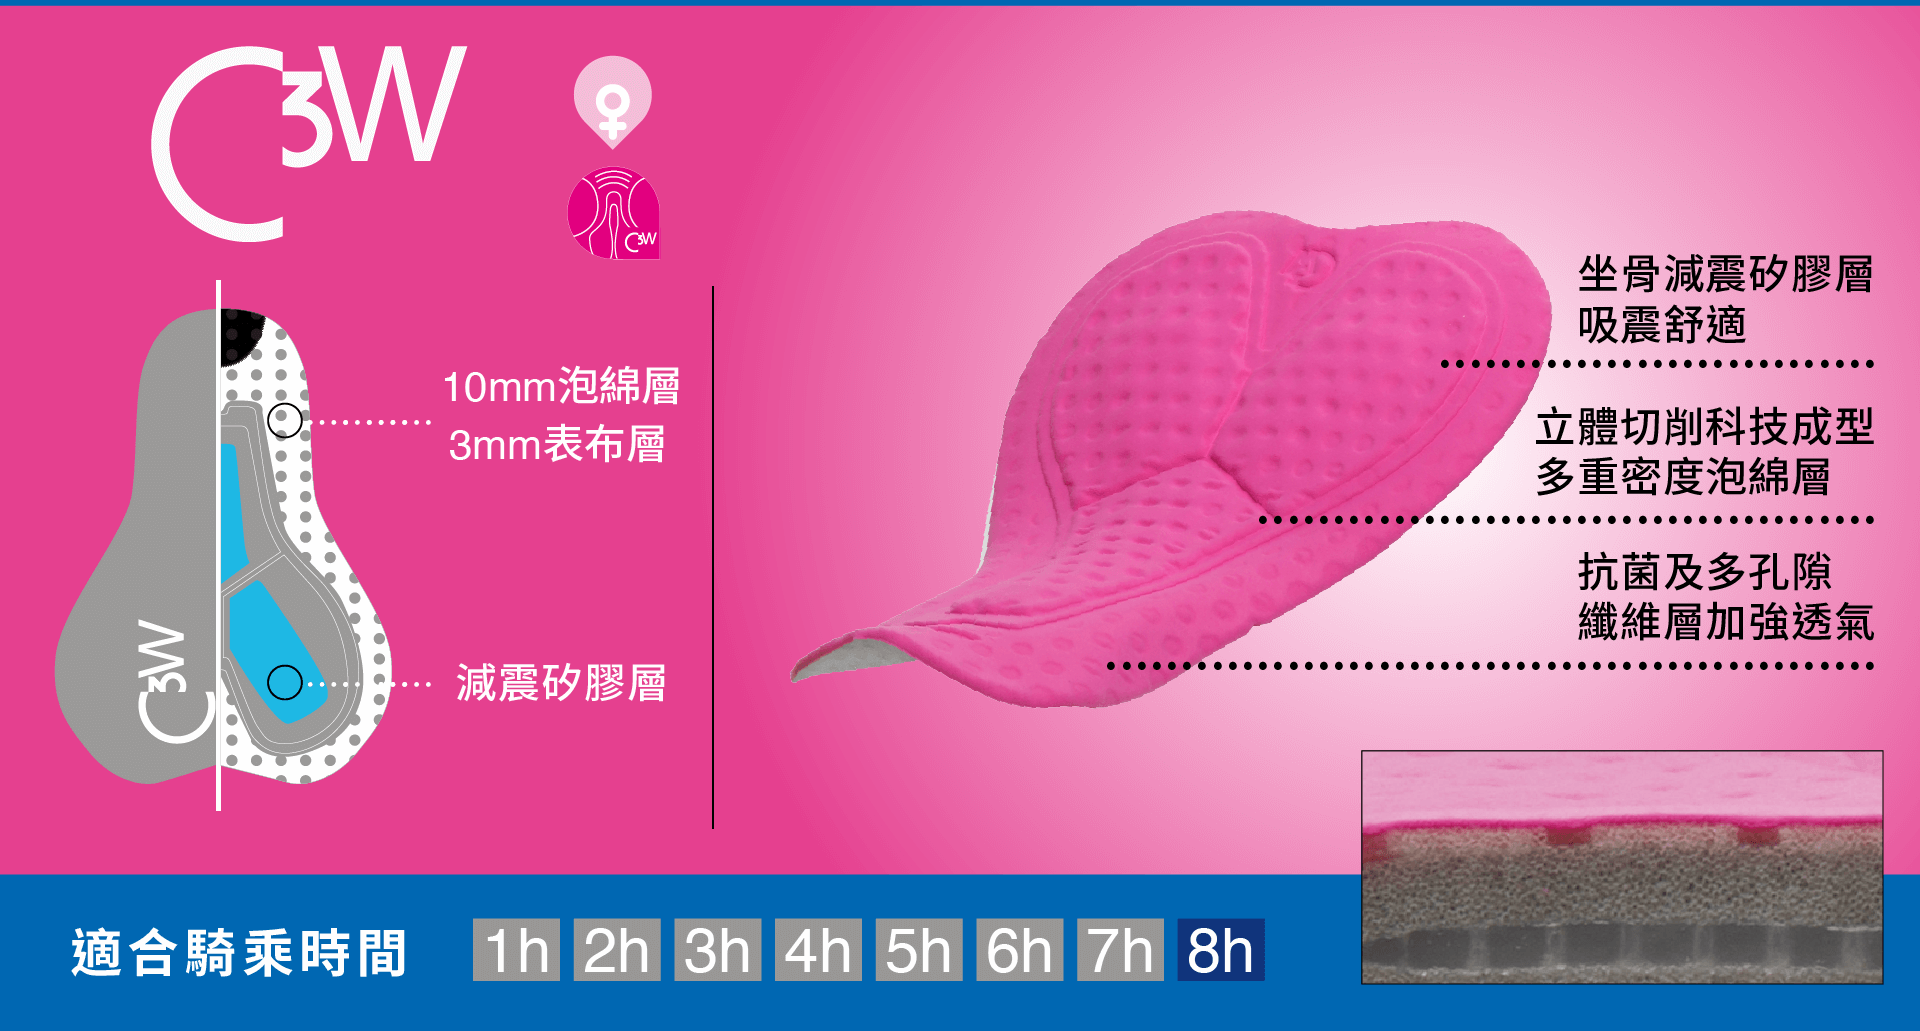 C3W
C3W
10mm泡綿層
3mm表布層
減震矽膠層
C3W
坐骨減震矽膠層
吸震舒適
立體切削科技成型
多重密度泡綿層
抗菌及多孔隙
纖維層加強透氣
適合騎乘時間 1h 2h 3h 4h 5h 6h 7h 8h